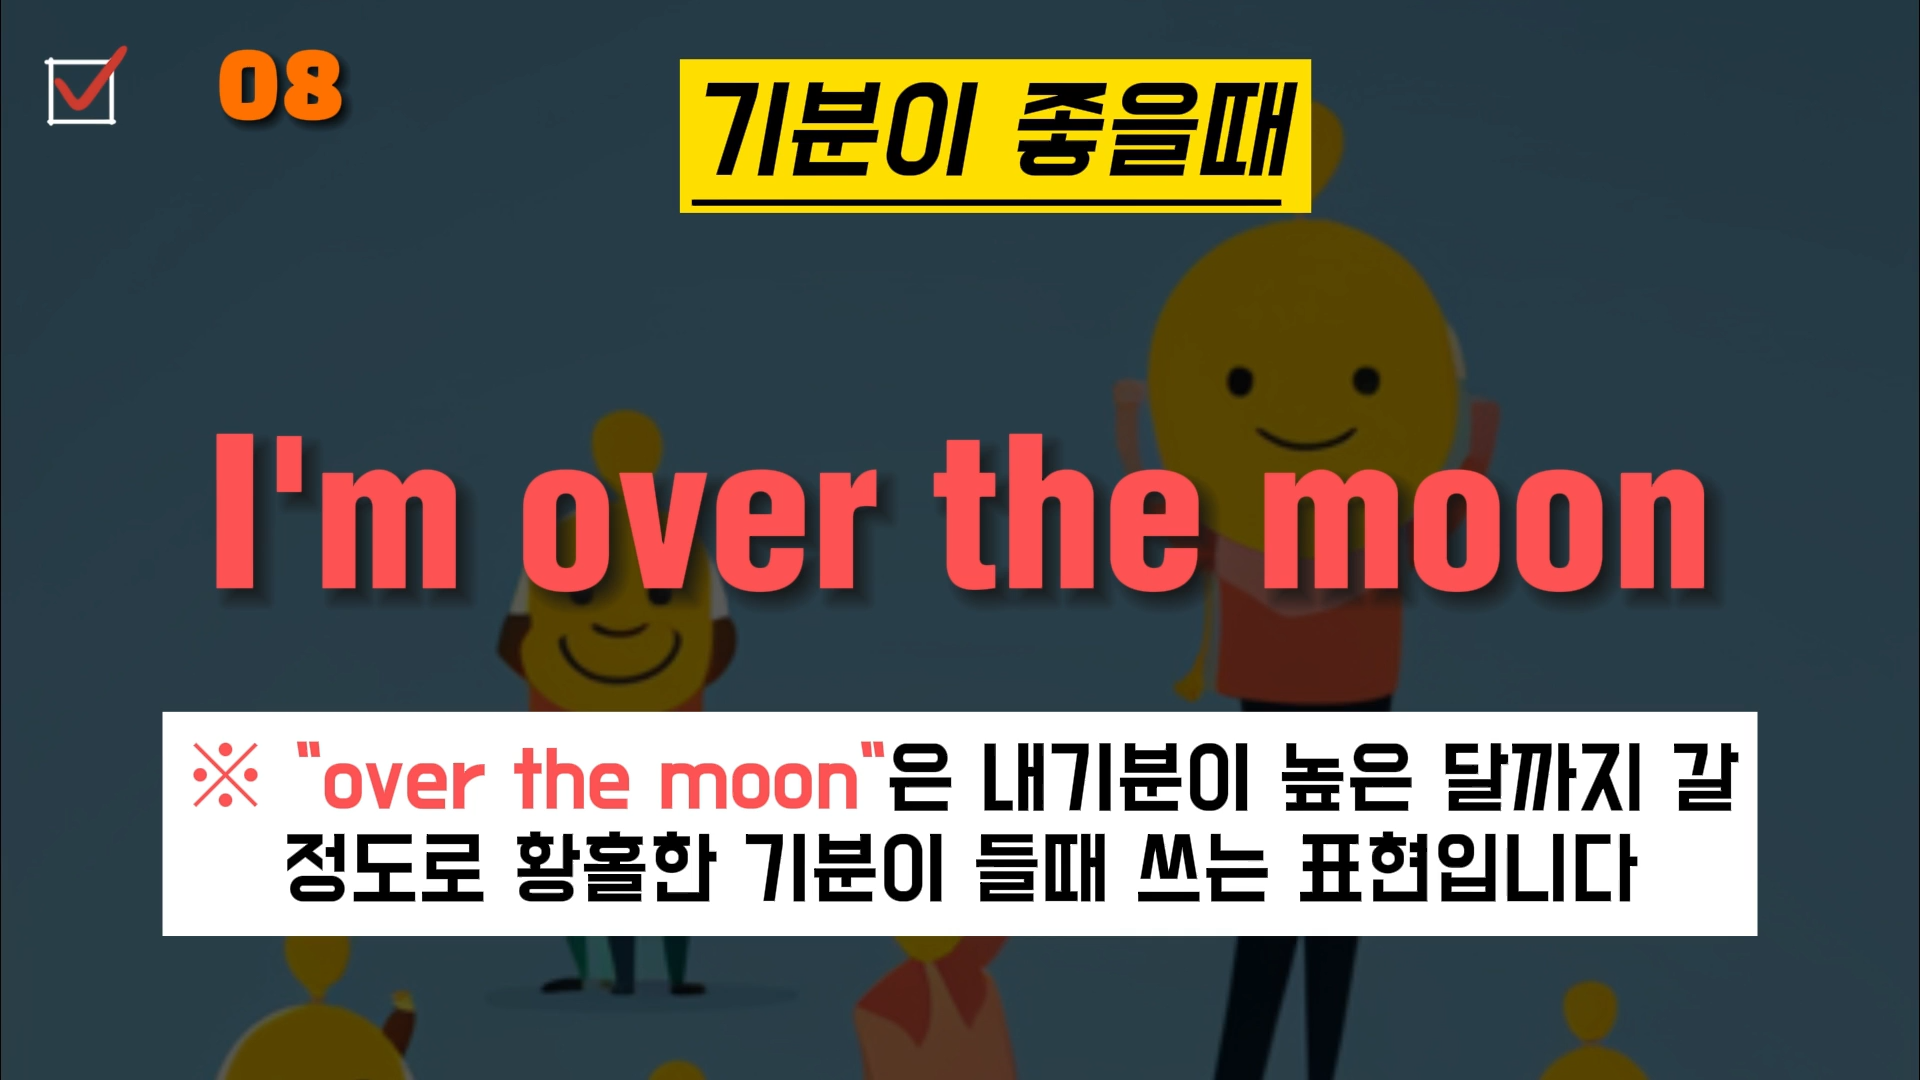 08
기분이 좋을때
I'm over the moon
※ "over the moon"은 내기분이 높은 달까지 갈
정도로 황홀한 기분이 들때 쓰는 표현입니다